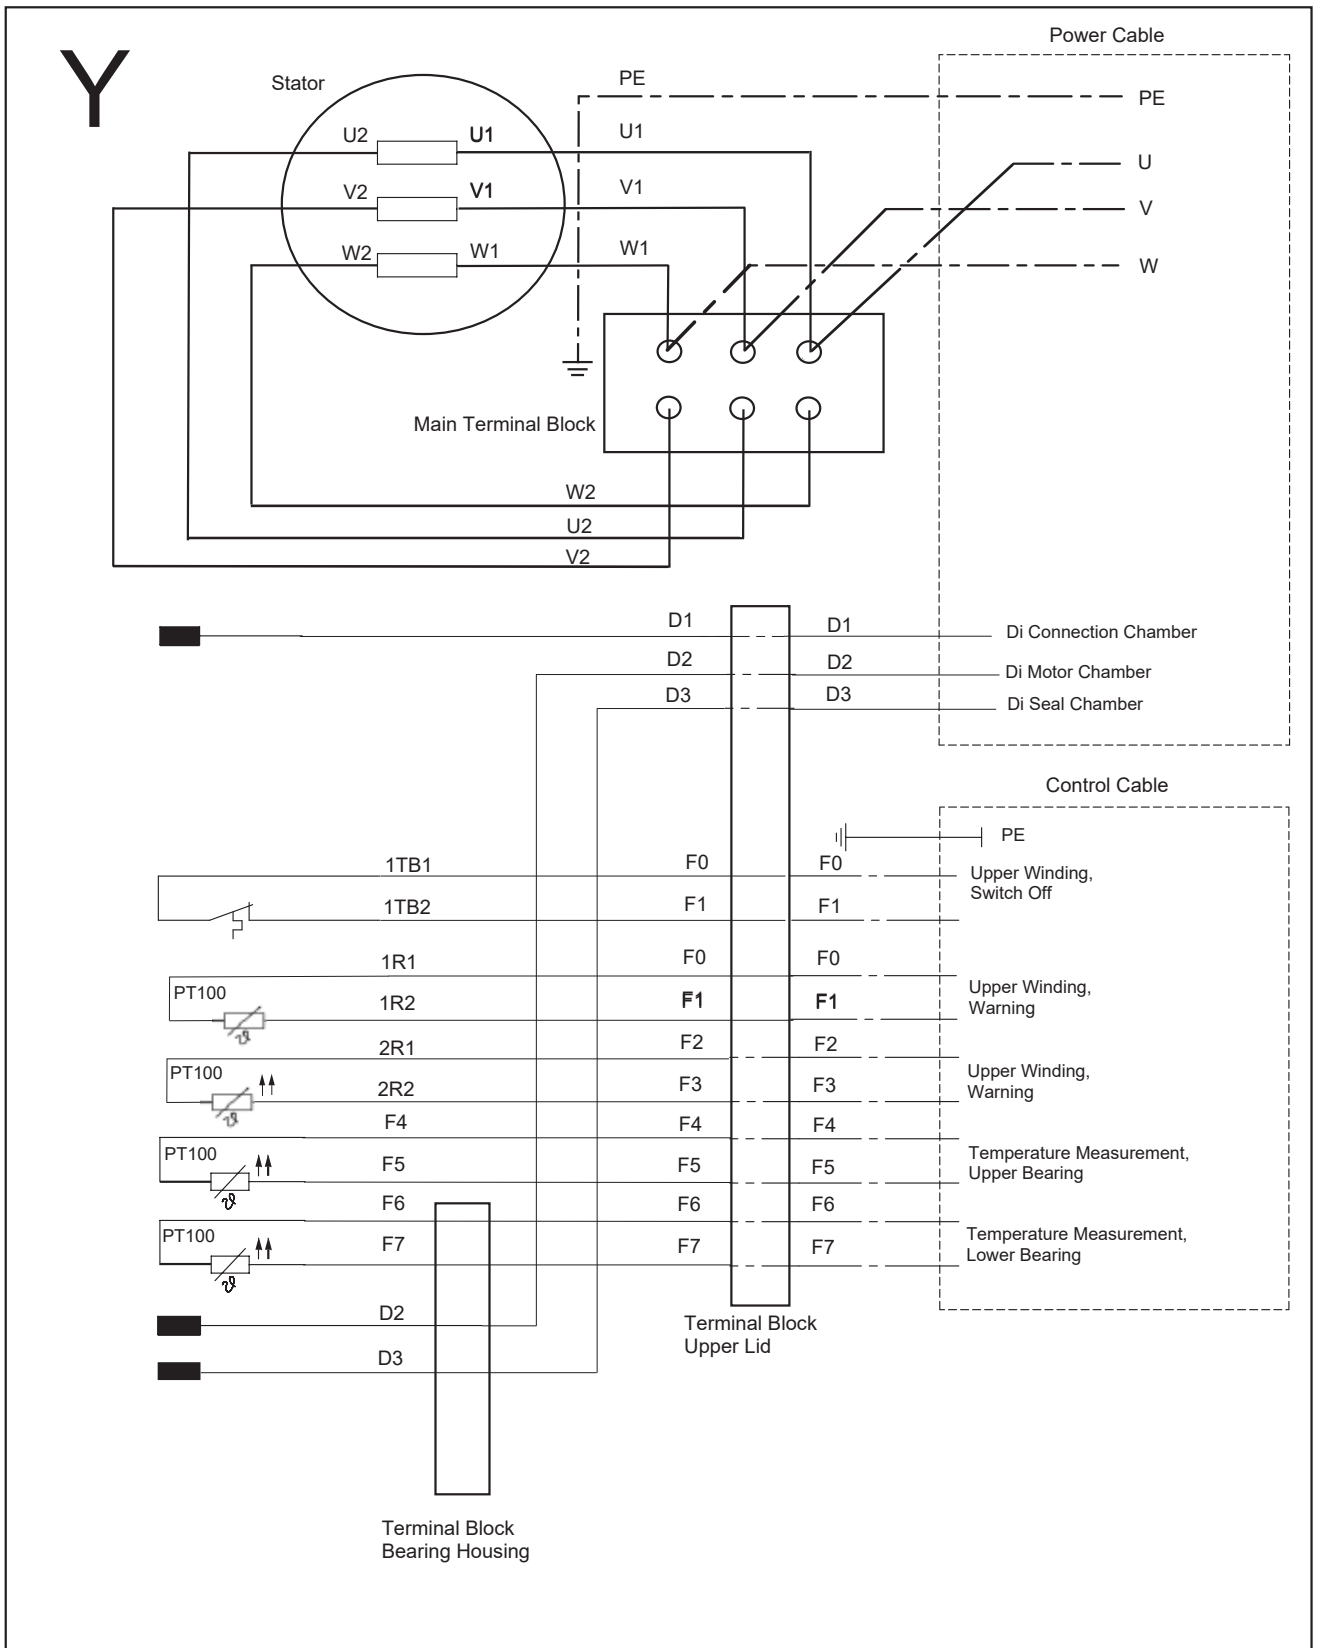 Power Cable
Y
Stator
PE
PE
U2 U1 U1
U
V2 V1 V1
V
W2 W1 W1
W
Main Terminal Block
W2
U2
V2
D1 D1 Di Connection Chamber
D2 D2 Di Motor Chamber
D3 D3 Di Seal Chamber
Control Cable
PE
1TB1 F0 F0 Upper Winding,
Switch Off
1TB2 F1 F1
1R1 F0 F0
PT100 Upper Winding,
1R2 F1 F1 Warning
2R1 F2 F2
PT100 Upper Winding,
2R2 F3 F3 Warning
F4 F4 F4
PT100 Temperature Measurement,
F5 F5 F5 Upper Bearing
F6 F6 F6
PT100 Temperature Measurement,
F7 F7 F7 Lower Bearing
ϑ
ϑ
ϑ
ϑ
D2
Terminal Block
Upper Lid
D3
Terminal Block
Bearing Housing